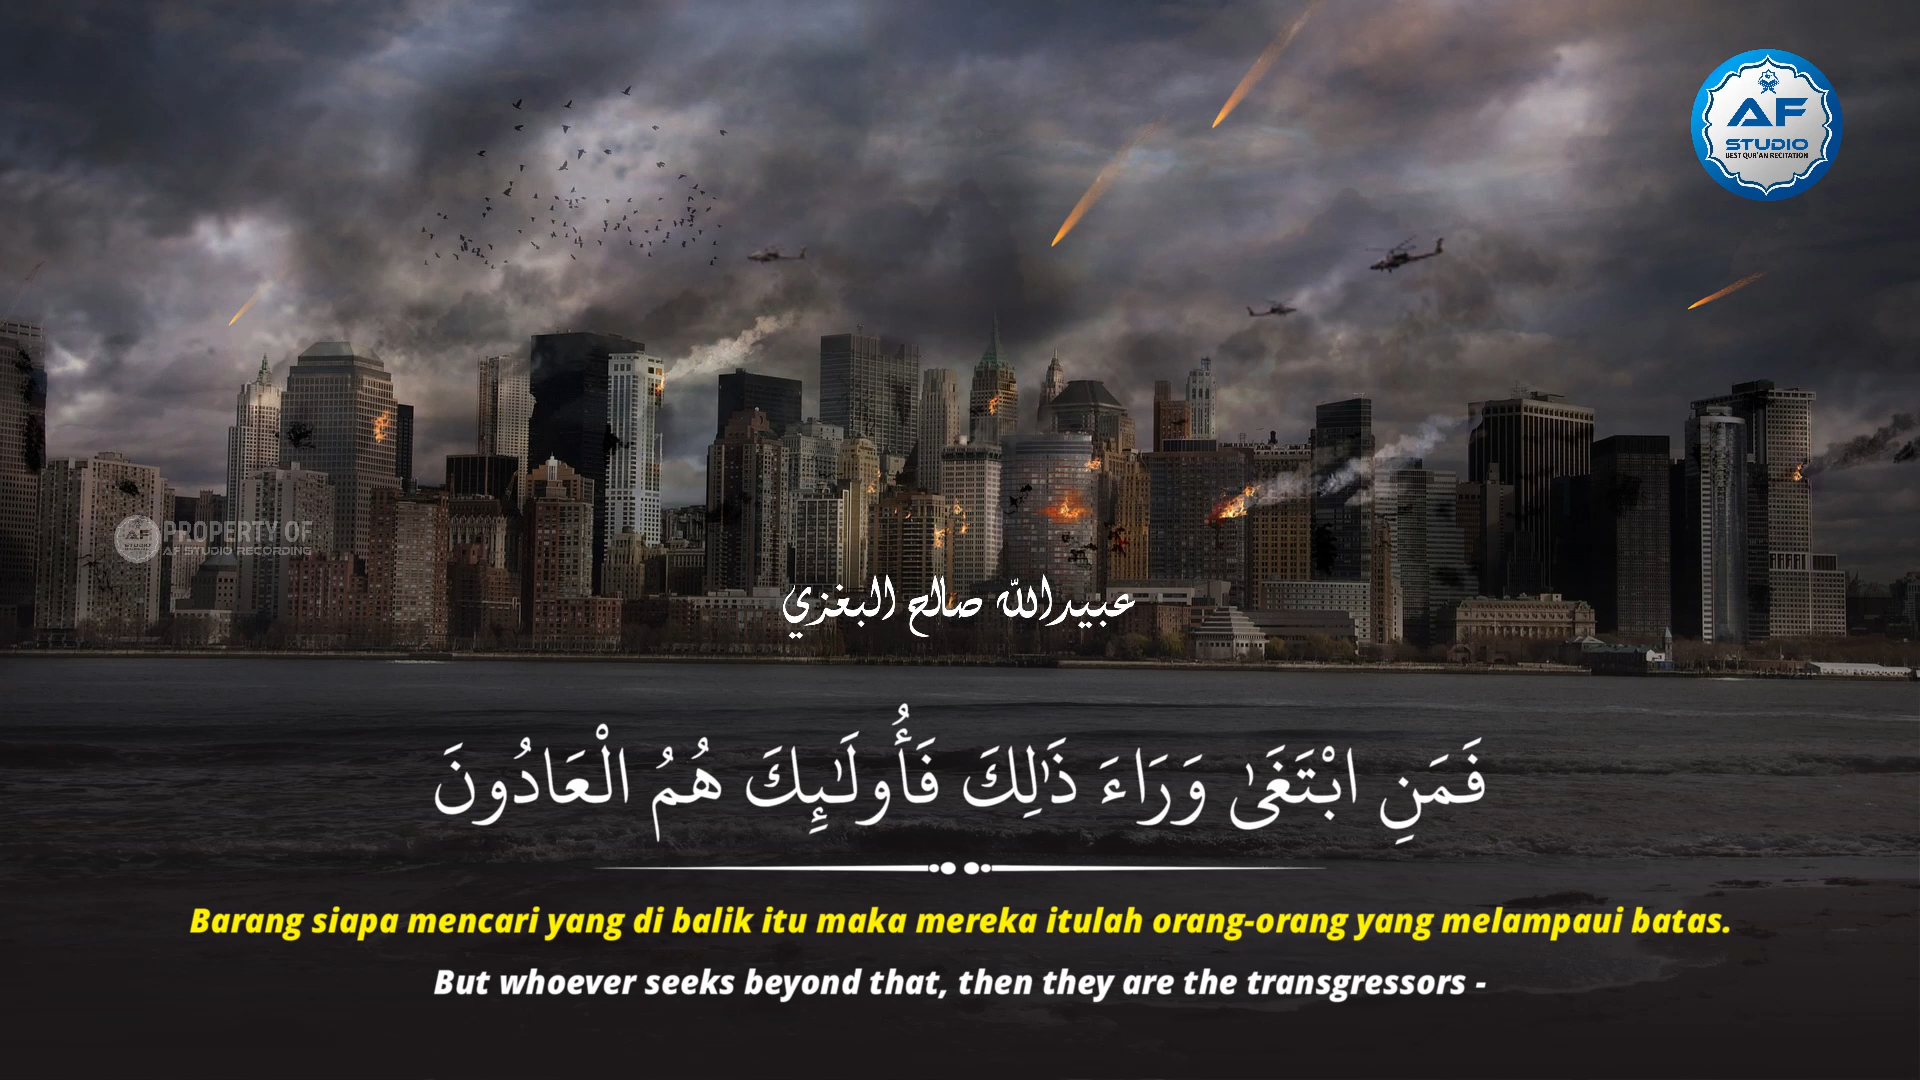 AF
STUDIO
BEST QUR'AN RECITATION
AF
STUDIO
PROPERTY OF
AF STUDIO RECORDING
عبيدالله صالح البغزي
فَمَنِ ابْتَغَىٰ وَرَاءَ ذَٰلِكَ فَأُولَٰئِكَ هُمُ الْعَادُونَ
Barang siapa mencari yang di balik itu maka mereka itulah orang-orang yang melampaui batas.
But whoever seeks beyond that, then they are the transgressors -